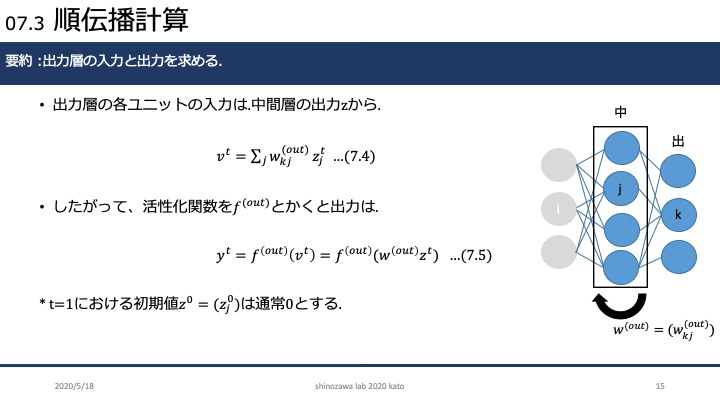 07.3 順伝播計算
要約 :出力層の入力と出力を求める.
• 出力層の各ユニットの入力は.中間層の出力zから.
v^t = ∑_j w_{kj}^{(out)} z_j^t …(7.4)
• したがって、活性化関数をf^{(out)}とかくと出力は.
y^t = f^{(out)}(v^t) = f^{(out)}(w^{(out)}z^t) …(7.5)
* t=1における初期値z^0 = (z_j^0)は通常0とする.
中
出
i
j
k
w^{(out)} = (w_{kj}^{(out)})
2020/5/18
shinozawa lab 2020 kato
15